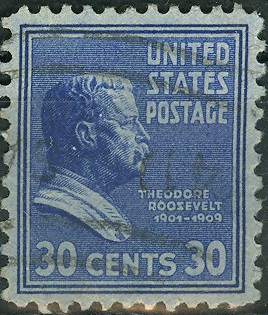 UNITED
STATES
POSTAGE
THEODORE
ROOSEVELT
1901-1909
30 CENTS 30